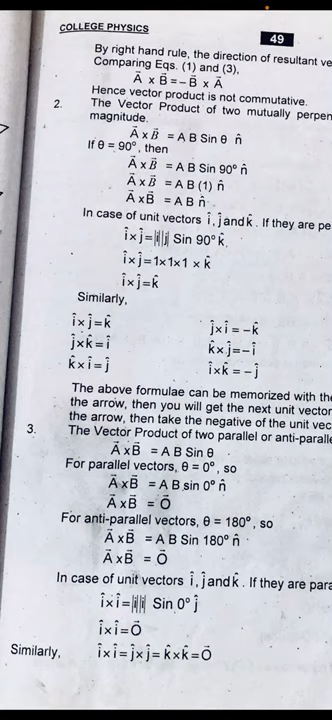 COLLEGE PHYSICS
49
By right hand rule, the direction of resultant ve
Comparing Eqs. (1) and (3),
A⃗ x B⃗ = – B⃗ x A⃗
Hence vector product is not commutative.
2. The Vector Product of two mutually perpen
magnitude.
A⃗ x B⃗ = A B Sin θ n̂
If θ = 90°, then
A⃗ x B⃗ = A B Sin 90° n̂
A⃗ x B⃗ = A B (1) n̂
A⃗ x B⃗ = A B n̂
In case of unit vectors î, ĵ and k̂. If they are pe
î x ĵ = |î||ĵ| Sin 90° k̂
î x ĵ = 1x1x1 x k̂
î x ĵ = k̂
Similarly,
î x ĵ = k̂ ĵ x î = –k̂
ĵ x k̂ = î k̂ x ĵ = –î
k̂ x î = ĵ î x k̂ = –ĵ
The above formulae can be memorized with the
the arrow, then you will get the next unit vector
the arrow, then take the negative of the unit vec
3. The Vector Product of two parallel or anti-paralle
A⃗ x B⃗ = A B Sin θ
For parallel vectors, θ = 0°, so
A⃗ x B⃗ = A B sin 0° n̂
A⃗ x B⃗ = O⃗
For anti-parallel vectors, θ = 180°, so
A⃗ x B⃗ = A B Sin 180° n̂
A⃗ x B⃗ = O⃗
In case of unit vectors î, ĵ and k̂. If they are para
î x î = |î||î| Sin 0° ĵ
î x î = O⃗
Similarly, î x î = ĵ x ĵ = k̂ x k̂ = O⃗